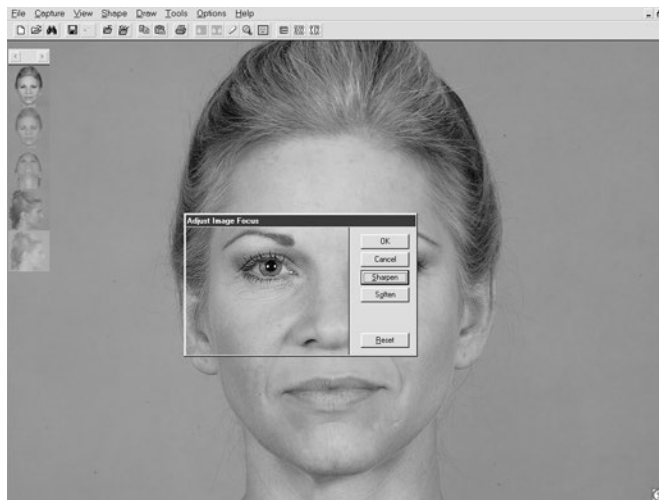 File Capture View Shape Draw Tools Options Help
Adjust Image Focus
OK
Cancel
Sharpen
Soften
Reset